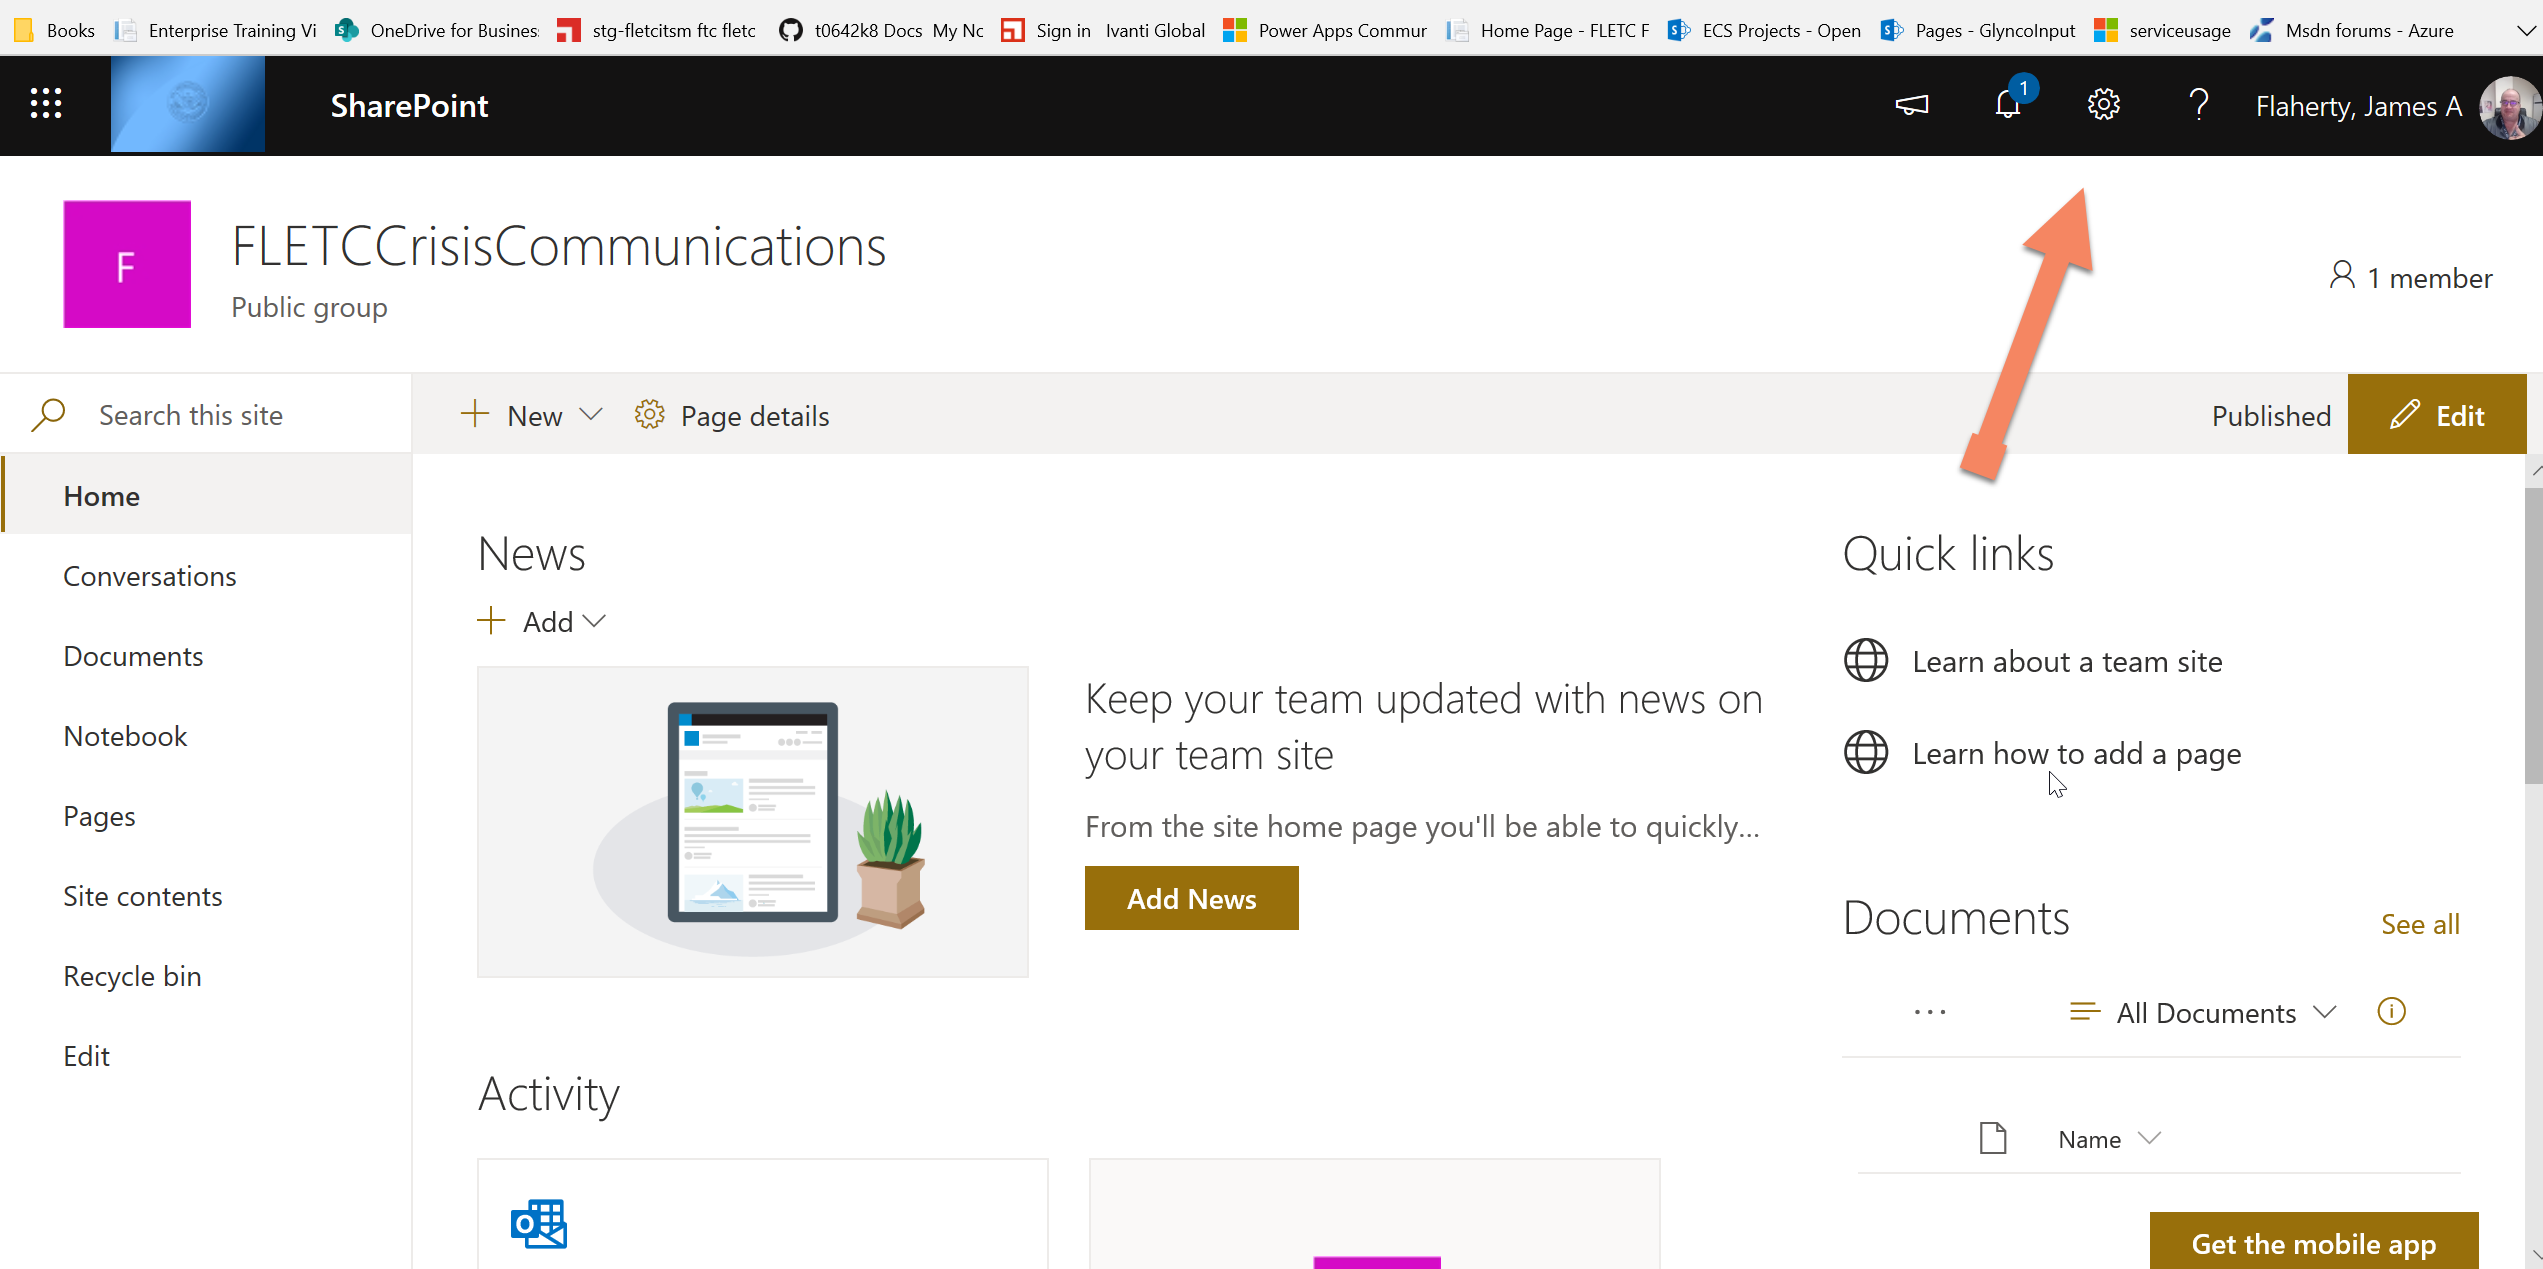 Books Enterprise Training Vi OneDrive for Busines: stg-fletcitsm ftc fletc t0642k8 Docs My Nc Sign in Ivanti Global Power Apps Commur Home Page - FLETC F ECS Projects - Open Pages - GlyncoInput serviceusage Msdn forums - Azure
SharePoint 1 ? Flaherty, James A
F
FLETCCrisisCommunications
Public group
1 member
Search this site
New Page details Published Edit
Home
Conversations
Documents
Notebook
Pages
Site contents
Recycle bin
Edit
News
Add
Keep your team updated with news on
your team site
From the site home page you'll be able to quickly...
Add News
Activity
Quick links
Learn about a team site
Learn how to add a page
Documents See all
... All Documents
Name
Get the mobile app